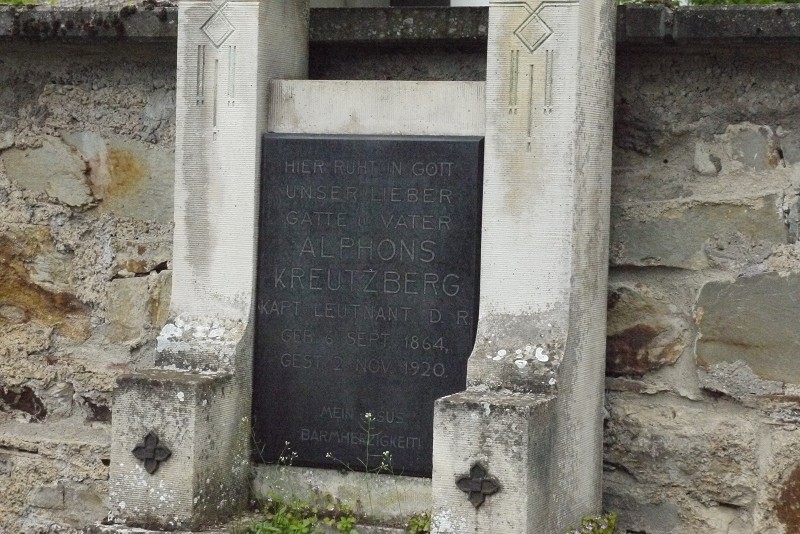 HIER RUHT IN GOTT
UNSER LIEBER
GATTE U. VATER
ALPHONS
KREUTZBERG
KAPT. LEUTNANT D. R.
GEB. 6. SEPT. 1864,
GEST. 2. NOV. 1920.
MEIN JESUS
BARMHERZIGKEIT!